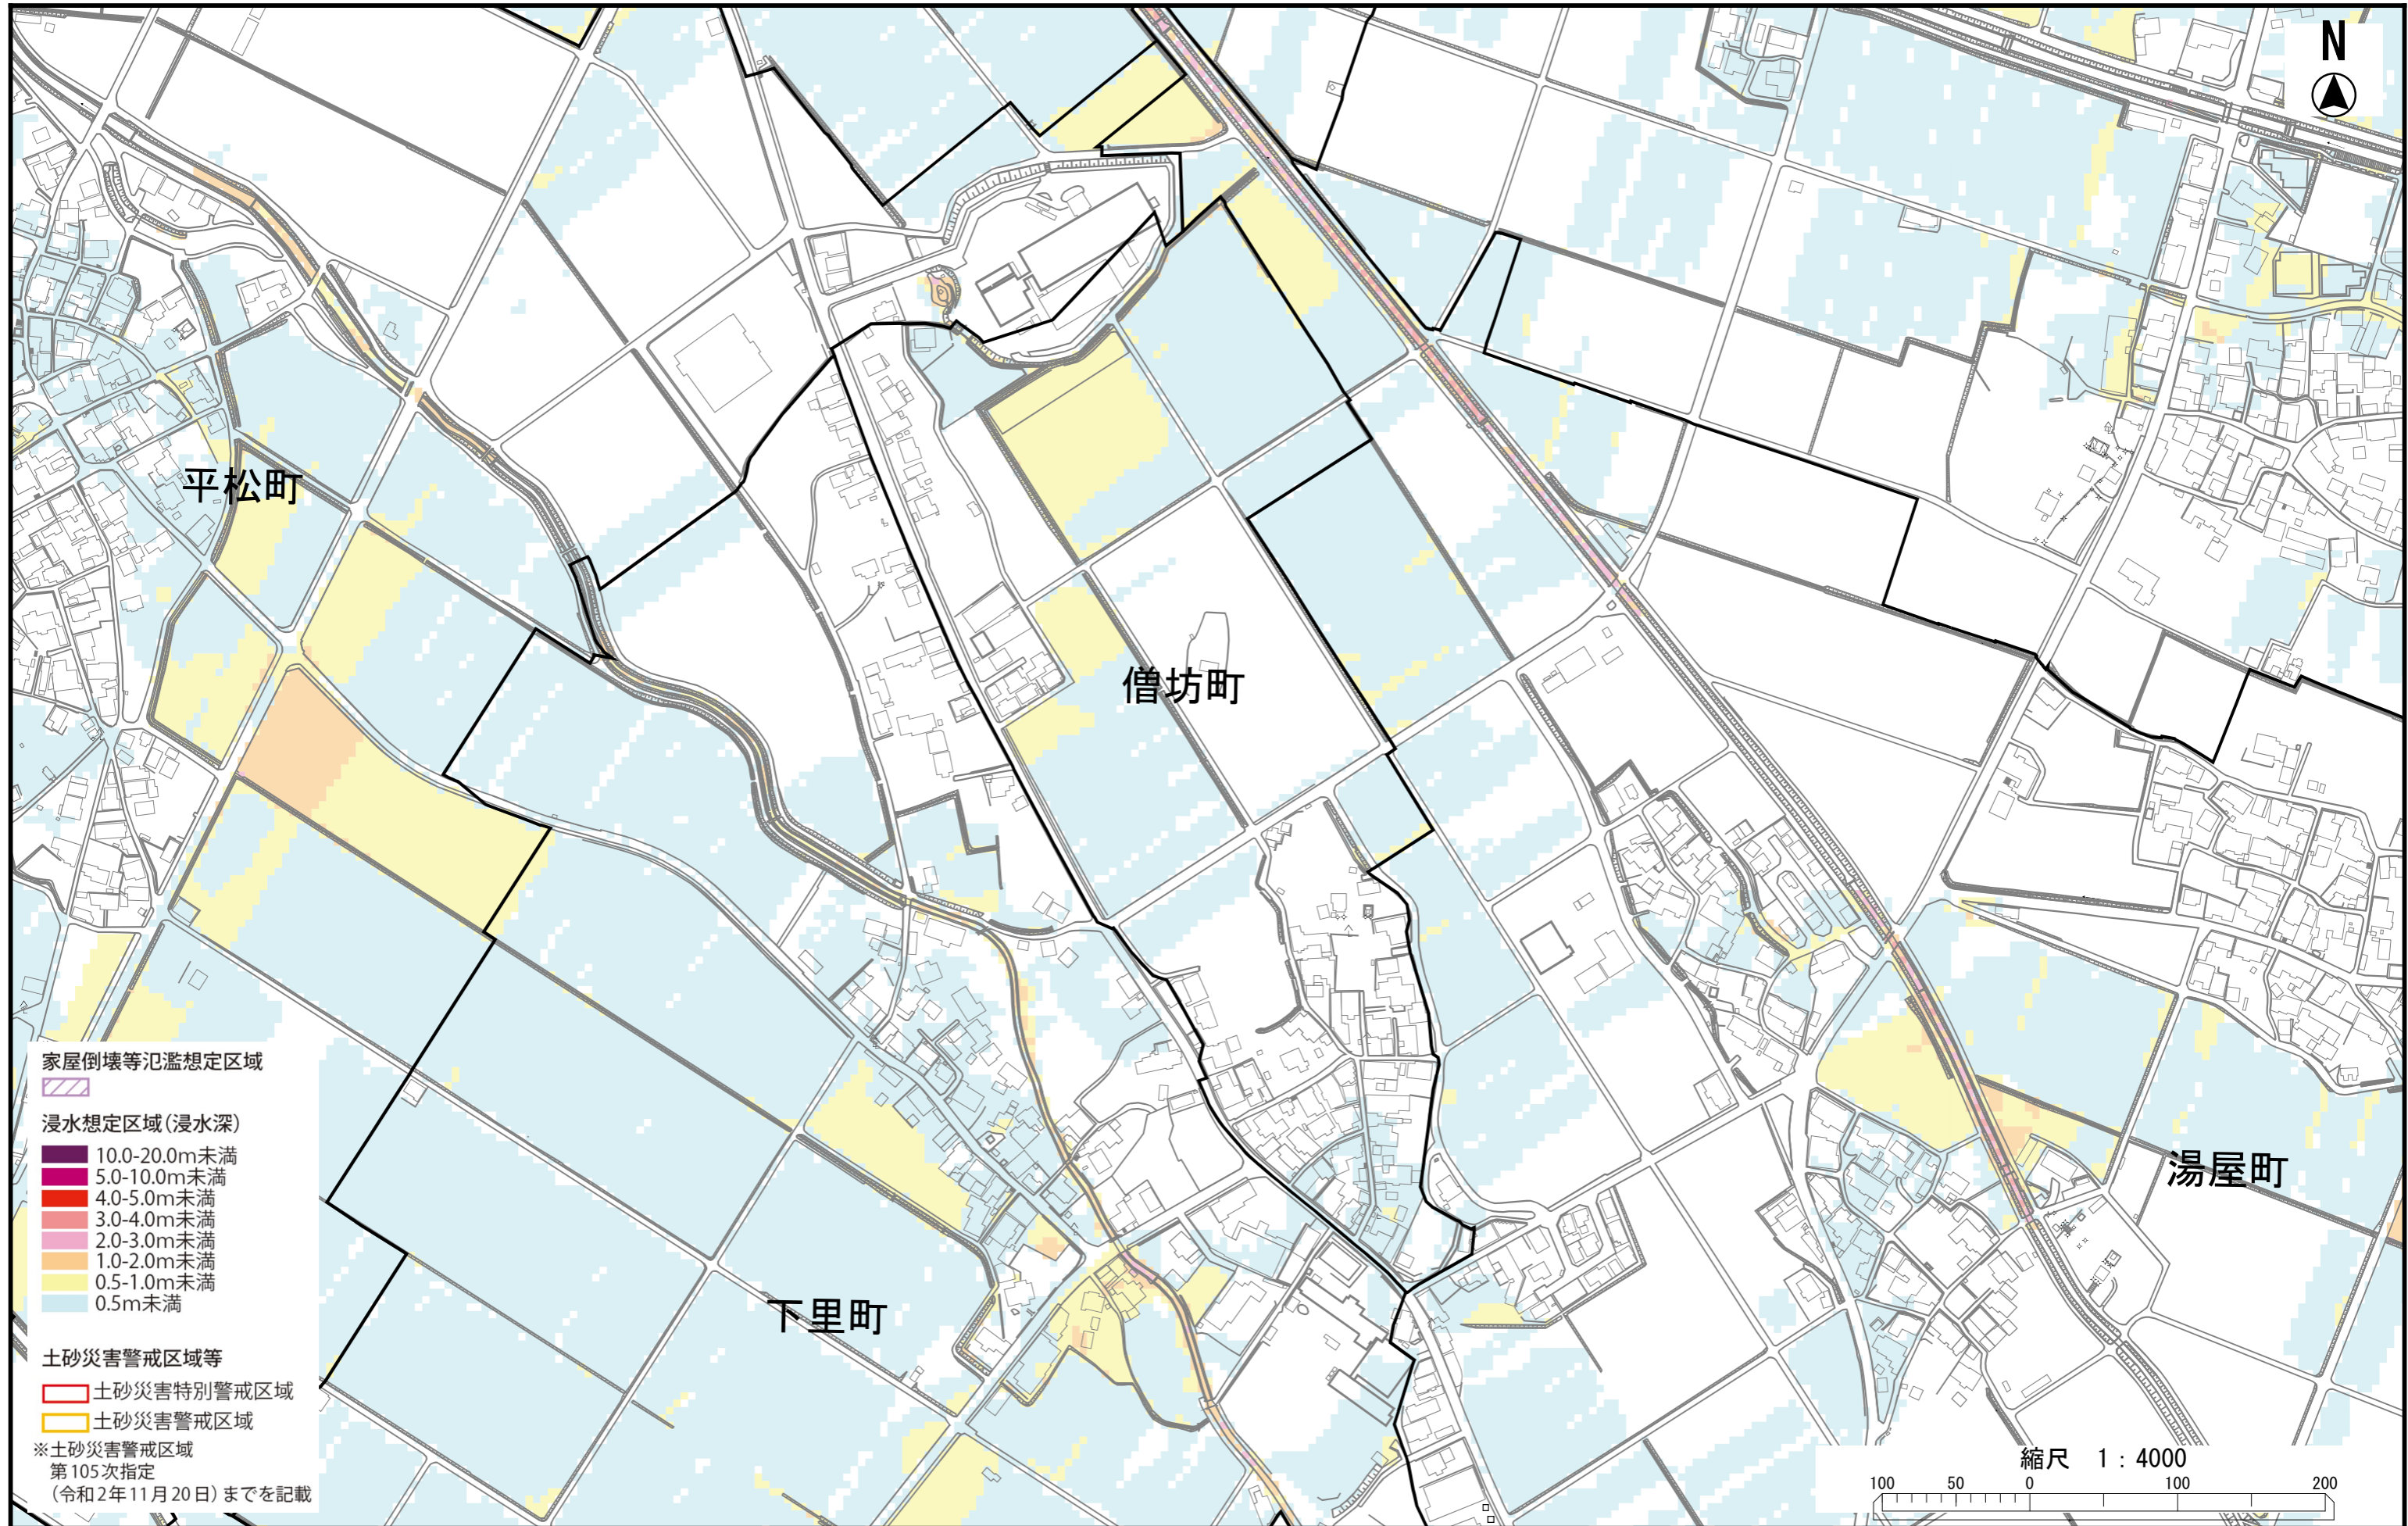 N
平松町
僧坊町
湯屋町
下里町
家屋倒壊等氾濫想定区域
浸水想定区域(浸水深)
10.0-20.0m未満
5.0-10.0m未満
4.0-5.0m未満
3.0-4.0m未満
2.0-3.0m未満
1.0-2.0m未満
0.5-1.0m未満
0.5m未満
土砂災害警戒区域等
土砂災害特別警戒区域
土砂災害警戒区域
※土砂災害警戒区域
第105次指定
(令和2年11月20日)までを記載
縮尺 1:4000
100 50 0 100 200